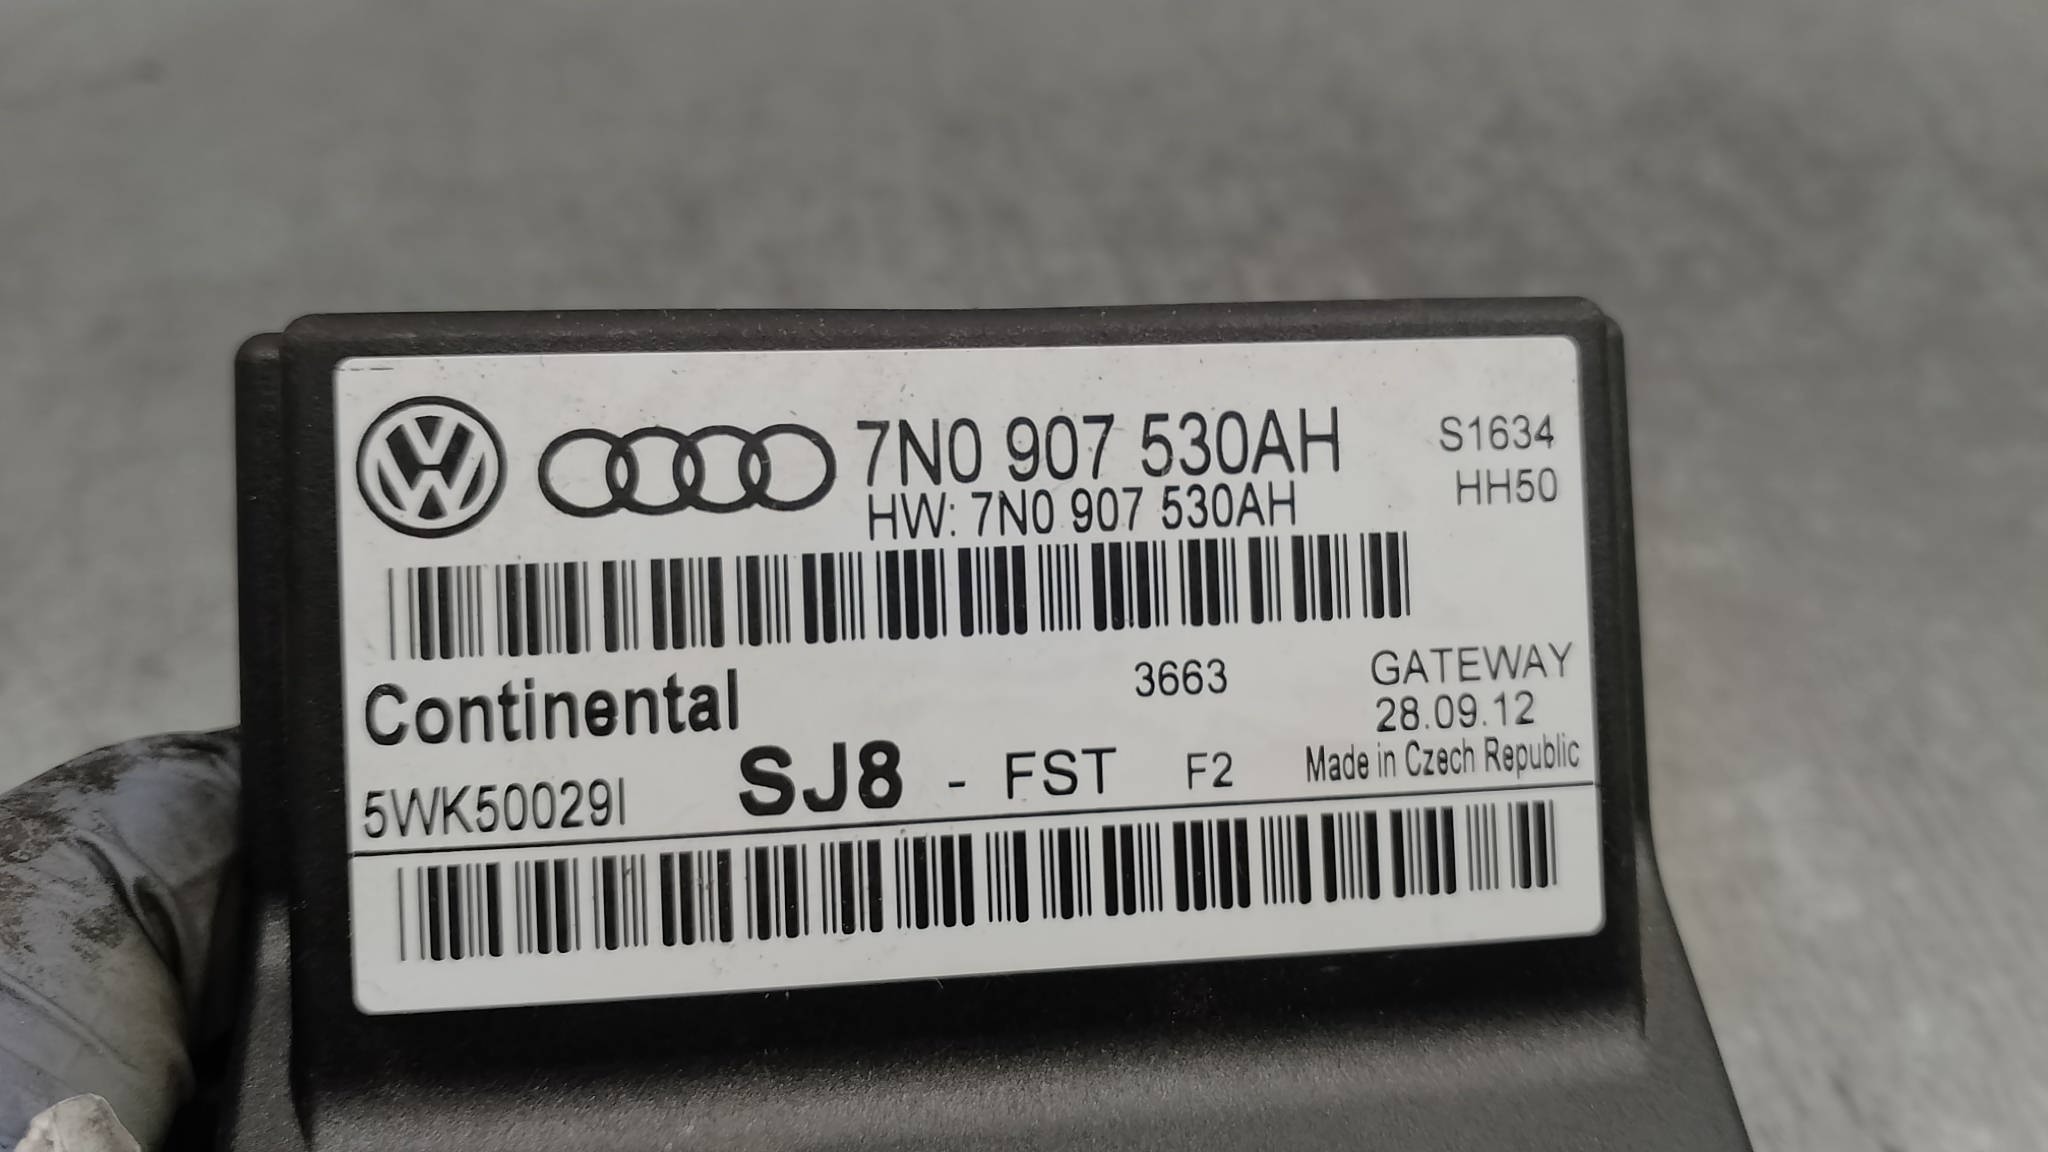 7N0 907 530AH
S1634
HW: 7N0 907 530AH
HH50
Continental
3663
GATEWAY
28.09.12
5WK50029I
SJ8 - FST F2
Made in Czech Republic